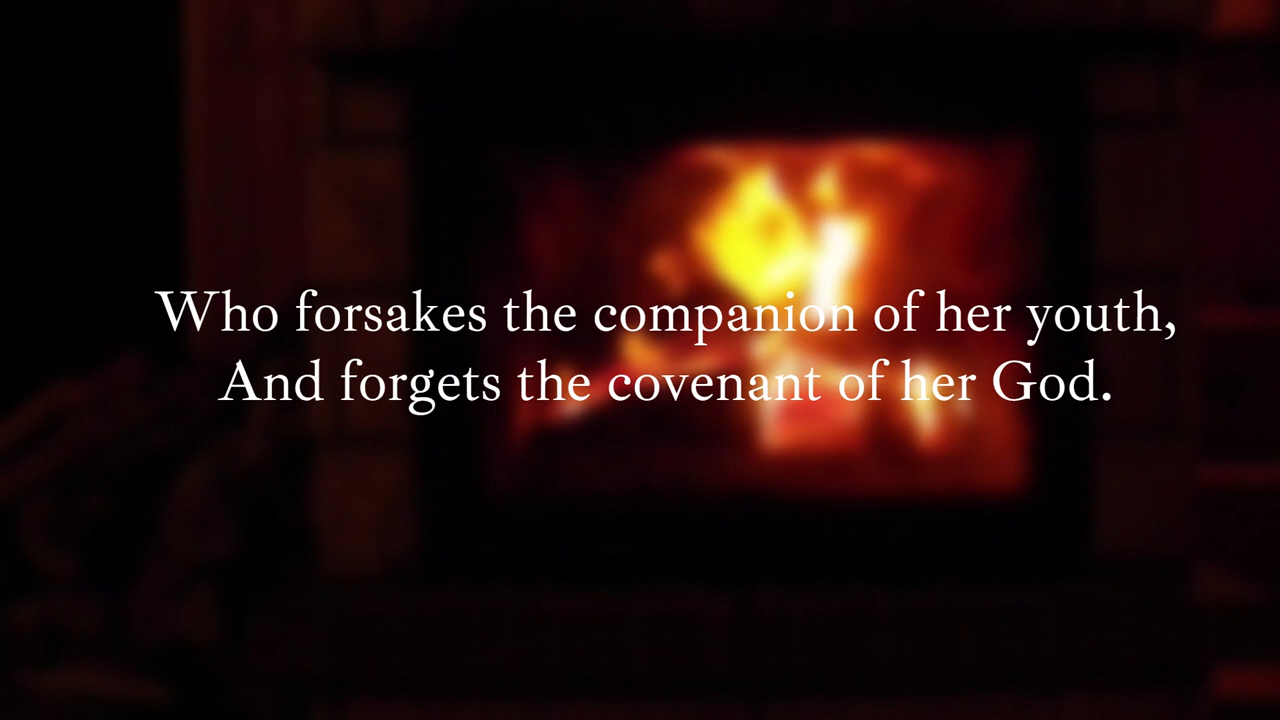 Who forsakes the companion of her youth,
And forgets the covenant of her God.